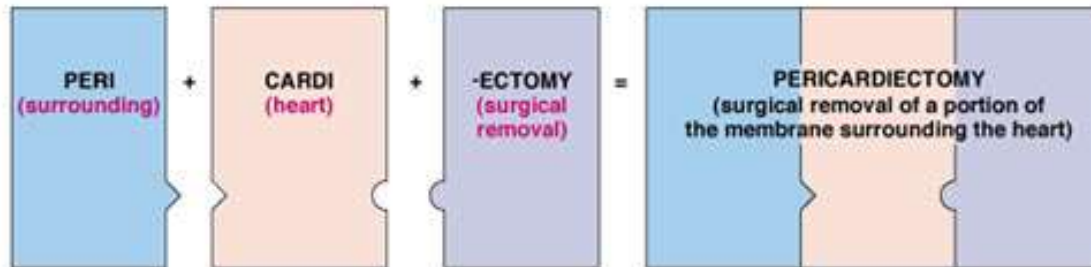 PERI + CARDI + -ECTOMY = PERICARDIECTOMY
(surrounding) (heart) (surgical removal) (surgical removal of a portion of
the membrane surrounding the heart)